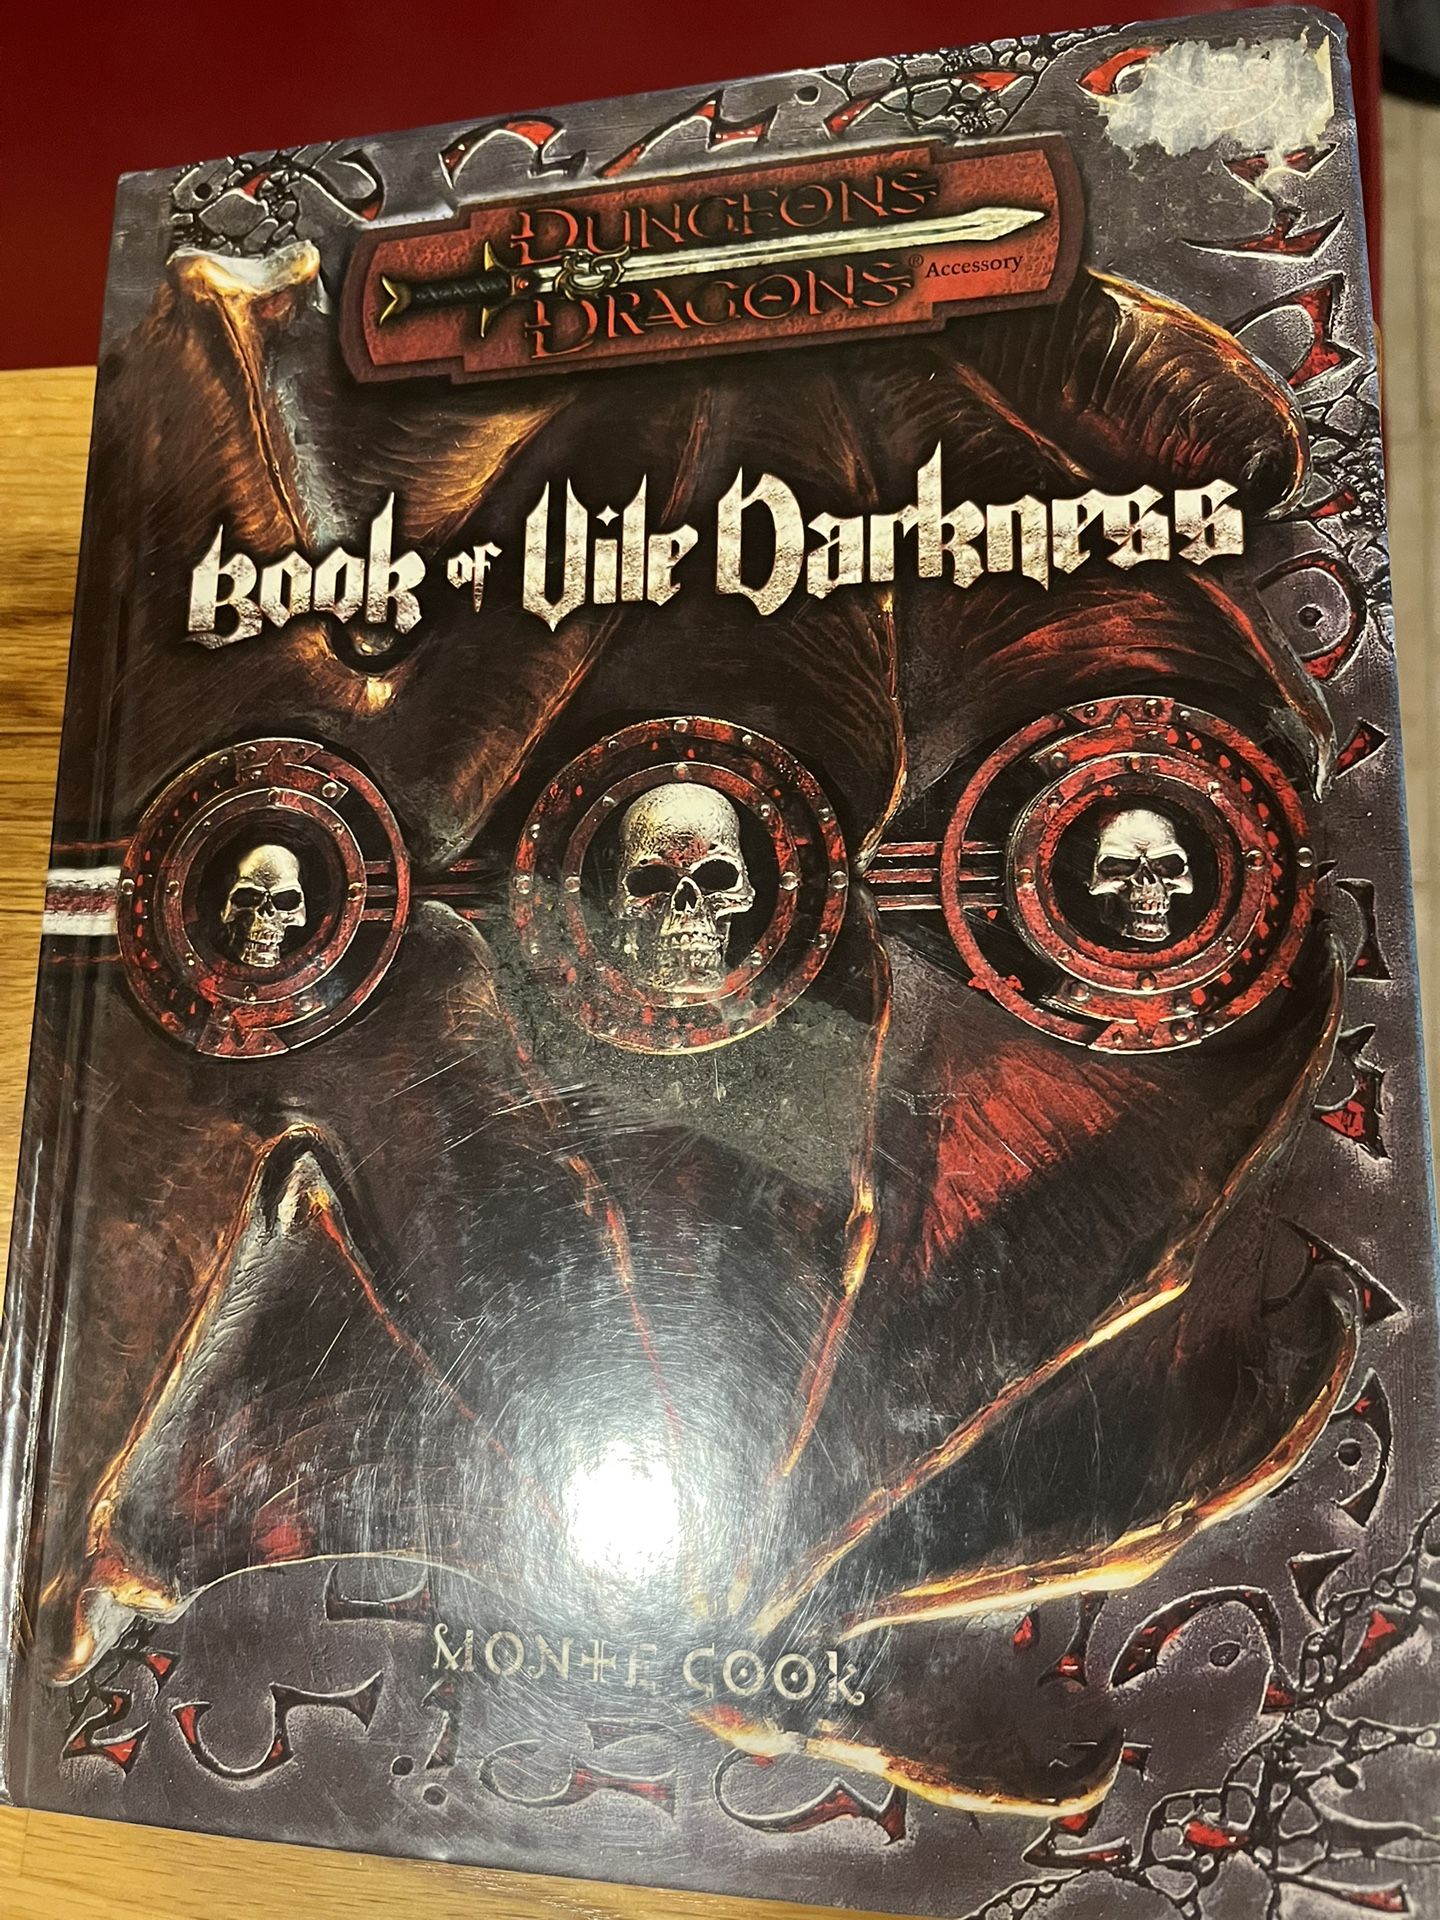 DUNGEONS
DRAGONS® Accessory
Book of Vile Darkness
MONTE COOK